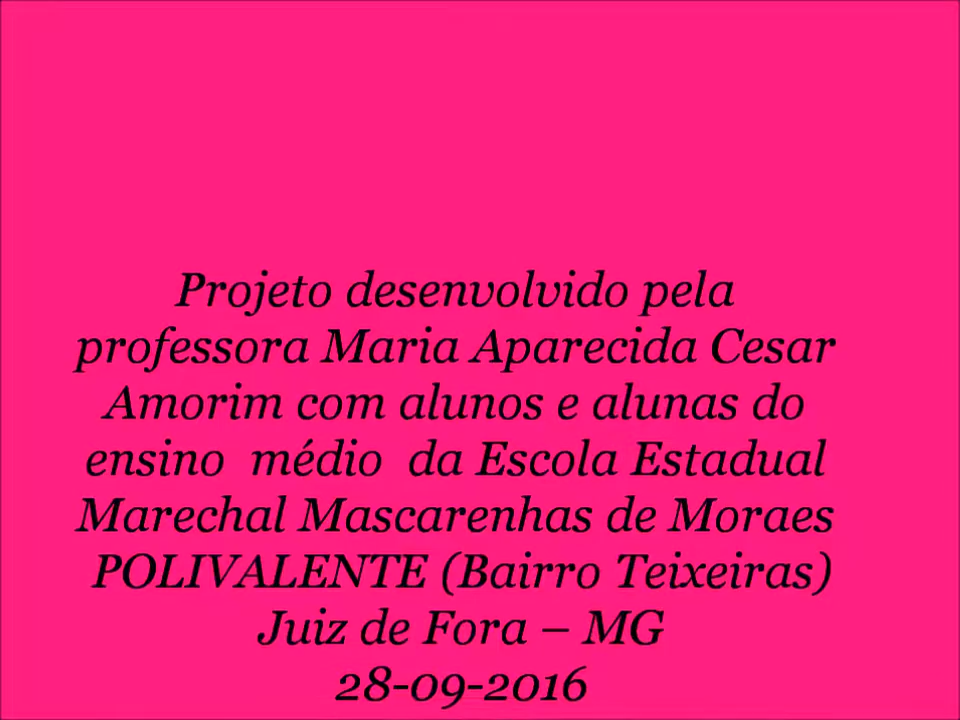 Projeto desenvolvido pela
professora Maria Aparecida Cesar
Amorim com alunos e alunas do
ensino  médio  da Escola Estadual
Marechal Mascarenhas de Moraes
POLIVALENTE (Bairro Teixeiras)
Juiz de Fora – MG
28-09-2016